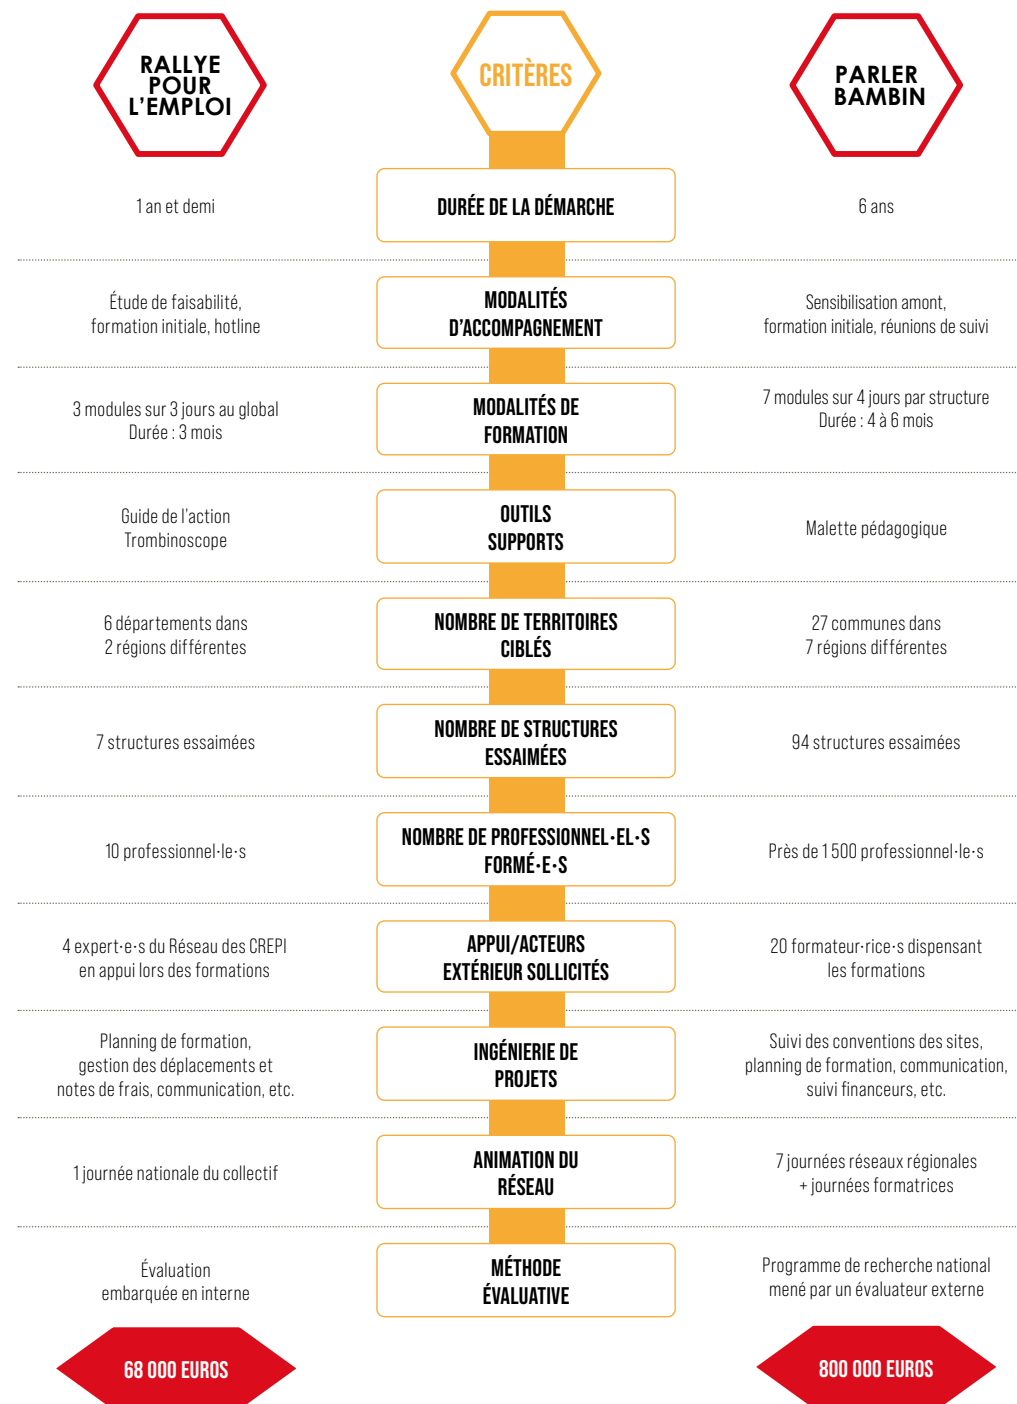 RALLYE
POUR
L'EMPLOI
CRITÈRES
PARLER
BAMBIN
1 an et demi
DURÉE DE LA DÉMARCHE
6 ans
Étude de faisabilité,
formation initiale, hotline
MODALITÉS
D'ACCOMPAGNEMENT
Sensibilisation amont,
formation initiale, réunions de suivi
3 modules sur 3 jours au global
Durée : 3 mois
MODALITÉS DE
FORMATION
7 modules sur 4 jours par structure
Durée : 4 à 6 mois
Guide de l'action
Trombinoscope
OUTILS
SUPPORTS
Malette pédagogique
6 départements dans
2 régions différentes
NOMBRE DE TERRITOIRES
CIBLÉS
27 communes dans
7 régions différentes
7 structures essaimées
NOMBRE DE STRUCTURES
ESSAIMÉES
94 structures essaimées
10 professionnel·le·s
NOMBRE DE PROFESSIONNEL·EL·S
FORMÉ·E·S
Près de 1 500 professionnel·le·s
4 expert·e·s du Réseau des CREPI
en appui lors des formations
APPUI/ACTEURS
EXTÉRIEUR SOLLICITÉS
20 formateur·rice·s dispensant
les formations
Planning de formation,
gestion des déplacements et
notes de frais, communication, etc.
INGÉNIERIE DE
PROJETS
Suivi des conventions des sites,
planning de formation, communication,
suivi financeurs, etc.
1 journée nationale du collectif
ANIMATION DU
RÉSEAU
7 journées réseaux régionales
+ journées formatrices
Évaluation
embarquée en interne
MÉTHODE
ÉVALUATIVE
Programme de recherche national
mené par un évaluateur externe
68 000 EUROS
800 000 EUROS